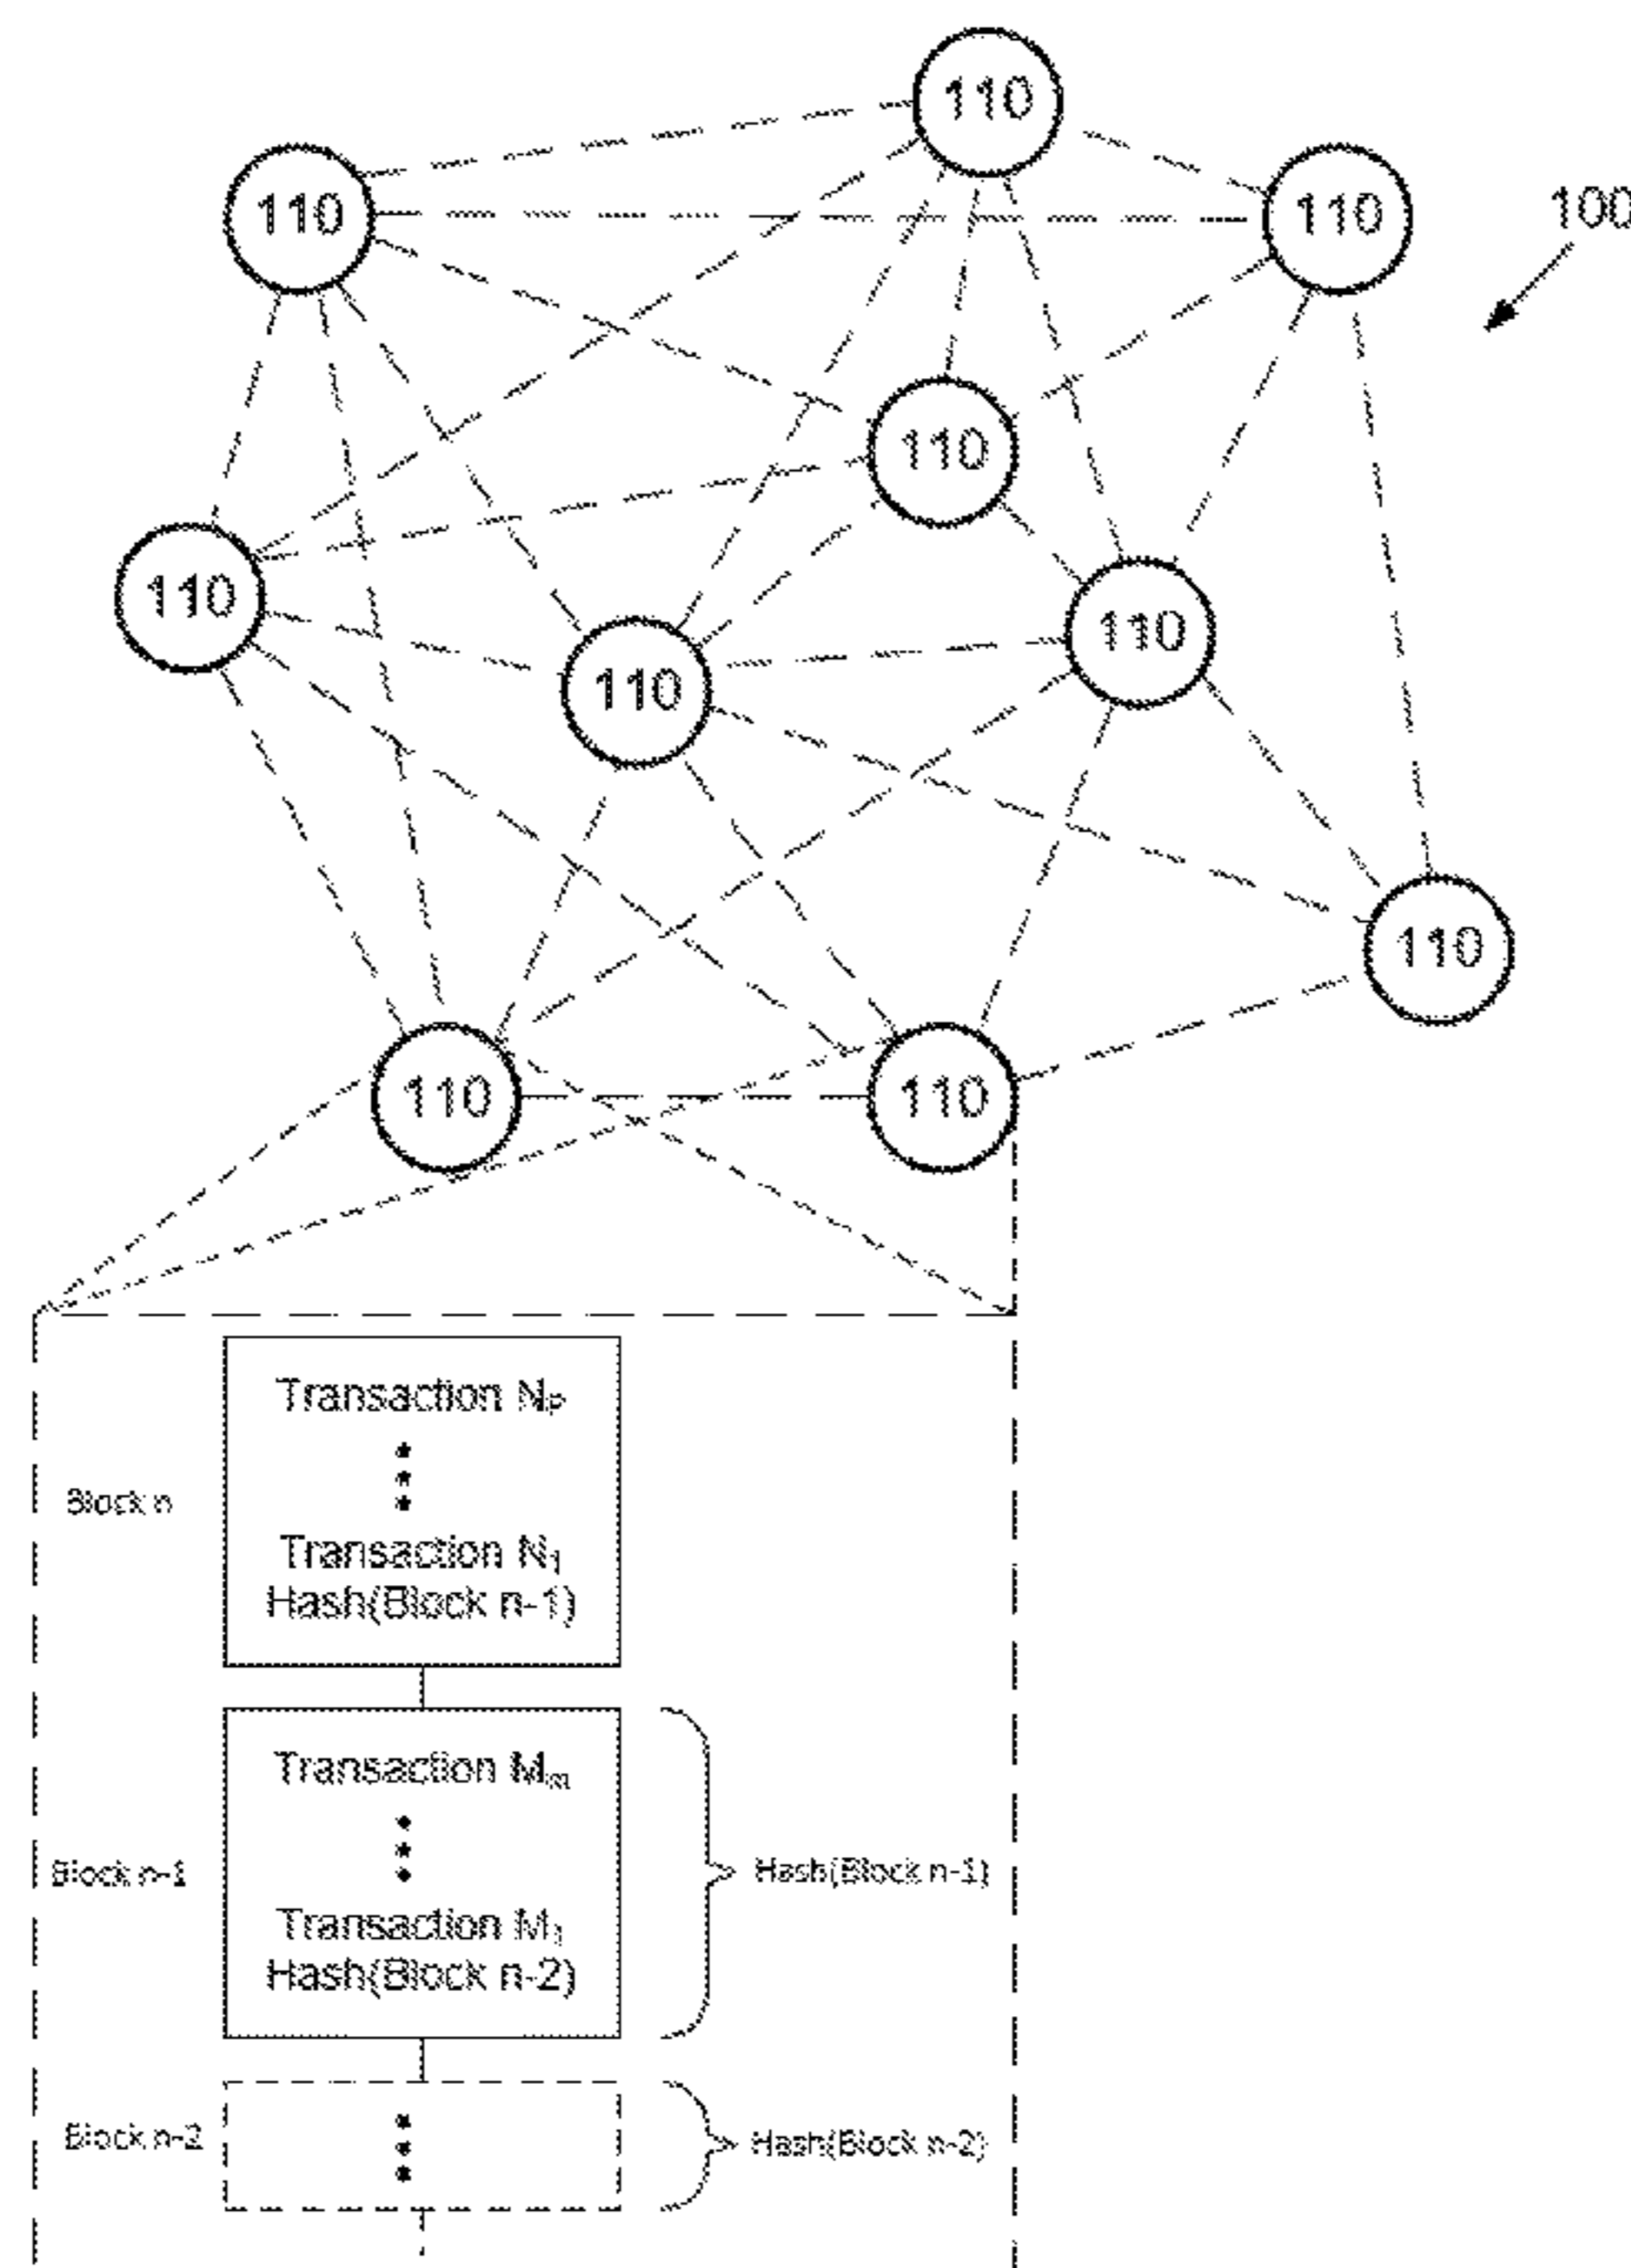 110
110
110
100
110
110
110
110
110
110
110
Transaction Nₚ
Block n
Transaction N₁
Hash(Block n-1)
Transaction Mₘ
Block n-1
Hash(Block n-1)
Transaction M₁
Hash(Block n-2)
Block n-2
Hash(Block n-2)